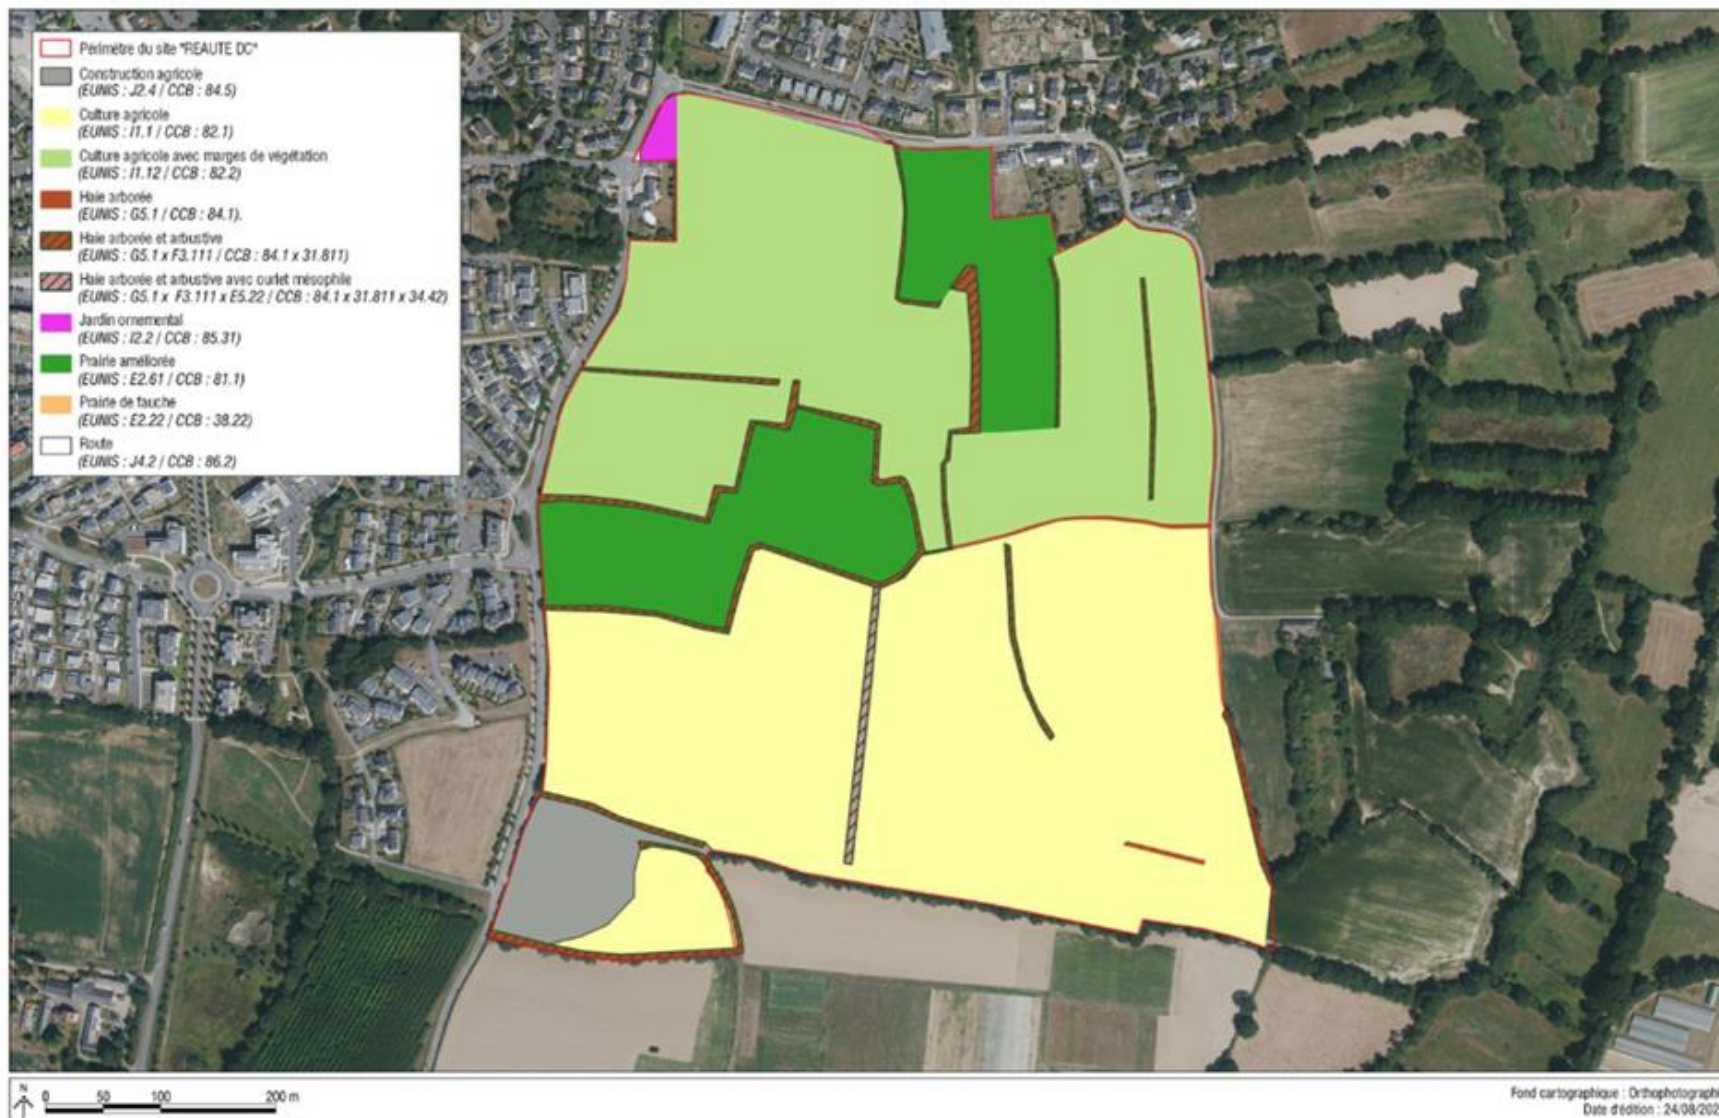 Périmètre du site "REAUTE DC"
Construction agricole
(EUNIS : J2.4 / CCB : 84.5)
Culture agricole
(EUNIS : I1.1 / CCB : 82.1)
Culture agricole avec marges de végétation
(EUNIS : I1.12 / CCB : 82.2)
Haie arborée
(EUNIS : G5.1 / CCB : 84.1).
Haie arborée et arbustive
(EUNIS : G5.1 x F3.111 / CCB : 84.1 x 31.811)
Haie arborée et arbustive avec ourlet mésophile
(EUNIS : G5.1 x F3.111 x E5.22 / CCB : 84.1 x 31.811 x 34.42)
Jardin ornemental
(EUNIS : I2.2 / CCB : 85.31)
Prairie améliorée
(EUNIS : E2.61 / CCB : 81.1)
Prairie de fauche
(EUNIS : E2.22 / CCB : 38.22)
Route
(EUNIS : J4.2 / CCB : 86.2)
N
0 50 100 200 m
Fond cartographique : Orthophotographi
Date d'édition : 24/08/202